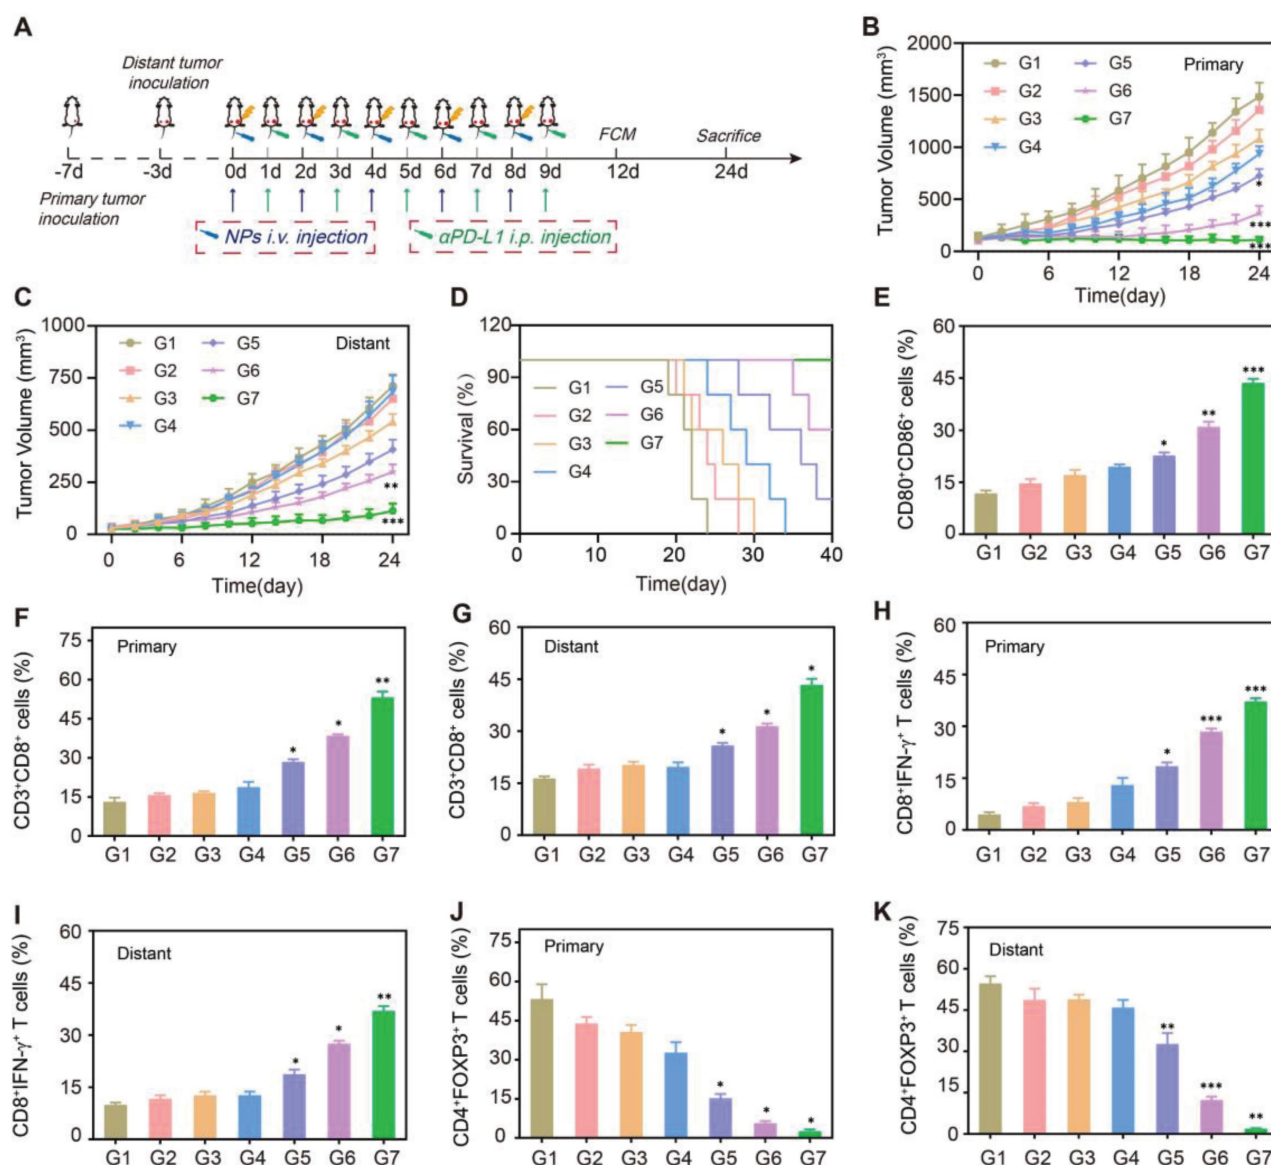 A
Distant tumor
inoculation
-7d
-3d
0d 1d 2d 3d 4d 5d 6d 7d 8d 9d
FCM
12d
Sacrifice
24d
Primary tumor
inoculation
NPs i.v. injection
αPD-L1 i.p. injection
B
Tumor Volume (mm³)
2000
1500
1000
500
0
G1
G2
G3
G4
G5
G6
G7
Primary
*
***
***
0 6 12 18 24
Time(day)
C
Tumor Volume (mm³)
1000
750
500
250
0
G1
G2
G3
G4
G5
G6
G7
Distant
**
***
0 6 12 18 24
Time(day)
D
Survival (%)
120
90
60
30
0
G1
G2
G3
G4
G5
G6
G7
0 10 20 30 40
Time(day)
E
CD80⁺CD86⁺ cells (%)
60
45
30
15
0
*
**
***
G1 G2 G3 G4 G5 G6 G7
F
CD3⁺CD8⁺ cells (%)
75
60
45
30
15
0
Primary
*
*
**
G1 G2 G3 G4 G5 G6 G7
G
CD3⁺CD8⁺ cells (%)
60
45
30
15
0
Distant
*
*
*
G1 G2 G3 G4 G5 G6 G7
H
CD8⁺IFN-γ⁺ T cells (%)
60
45
30
15
0
Primary
*
***
***
G1 G2 G3 G4 G5 G6 G7
I
CD8⁺IFN-γ⁺ T cells (%)
60
45
30
15
0
Distant
*
*
**
G1 G2 G3 G4 G5 G6 G7
J
CD4⁺FOXP3⁺ T cells (%)
75
60
45
30
15
0
Primary
*
*
*
G1 G2 G3 G4 G5 G6 G7
K
CD4⁺FOXP3⁺ T cells (%)
75
60
45
30
15
0
Distant
**
***
**
G1 G2 G3 G4 G5 G6 G7